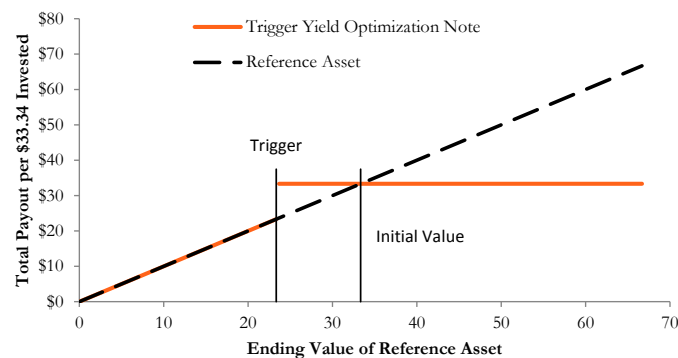 Total Payout per $33.34 Invested
$80
$70
$60
$50
$40
$30
$20
$10
$0
Trigger Yield Optimization Note
Reference Asset
Trigger
Initial Value
0 10 20 30 40 50 60 70
Ending Value of Reference Asset